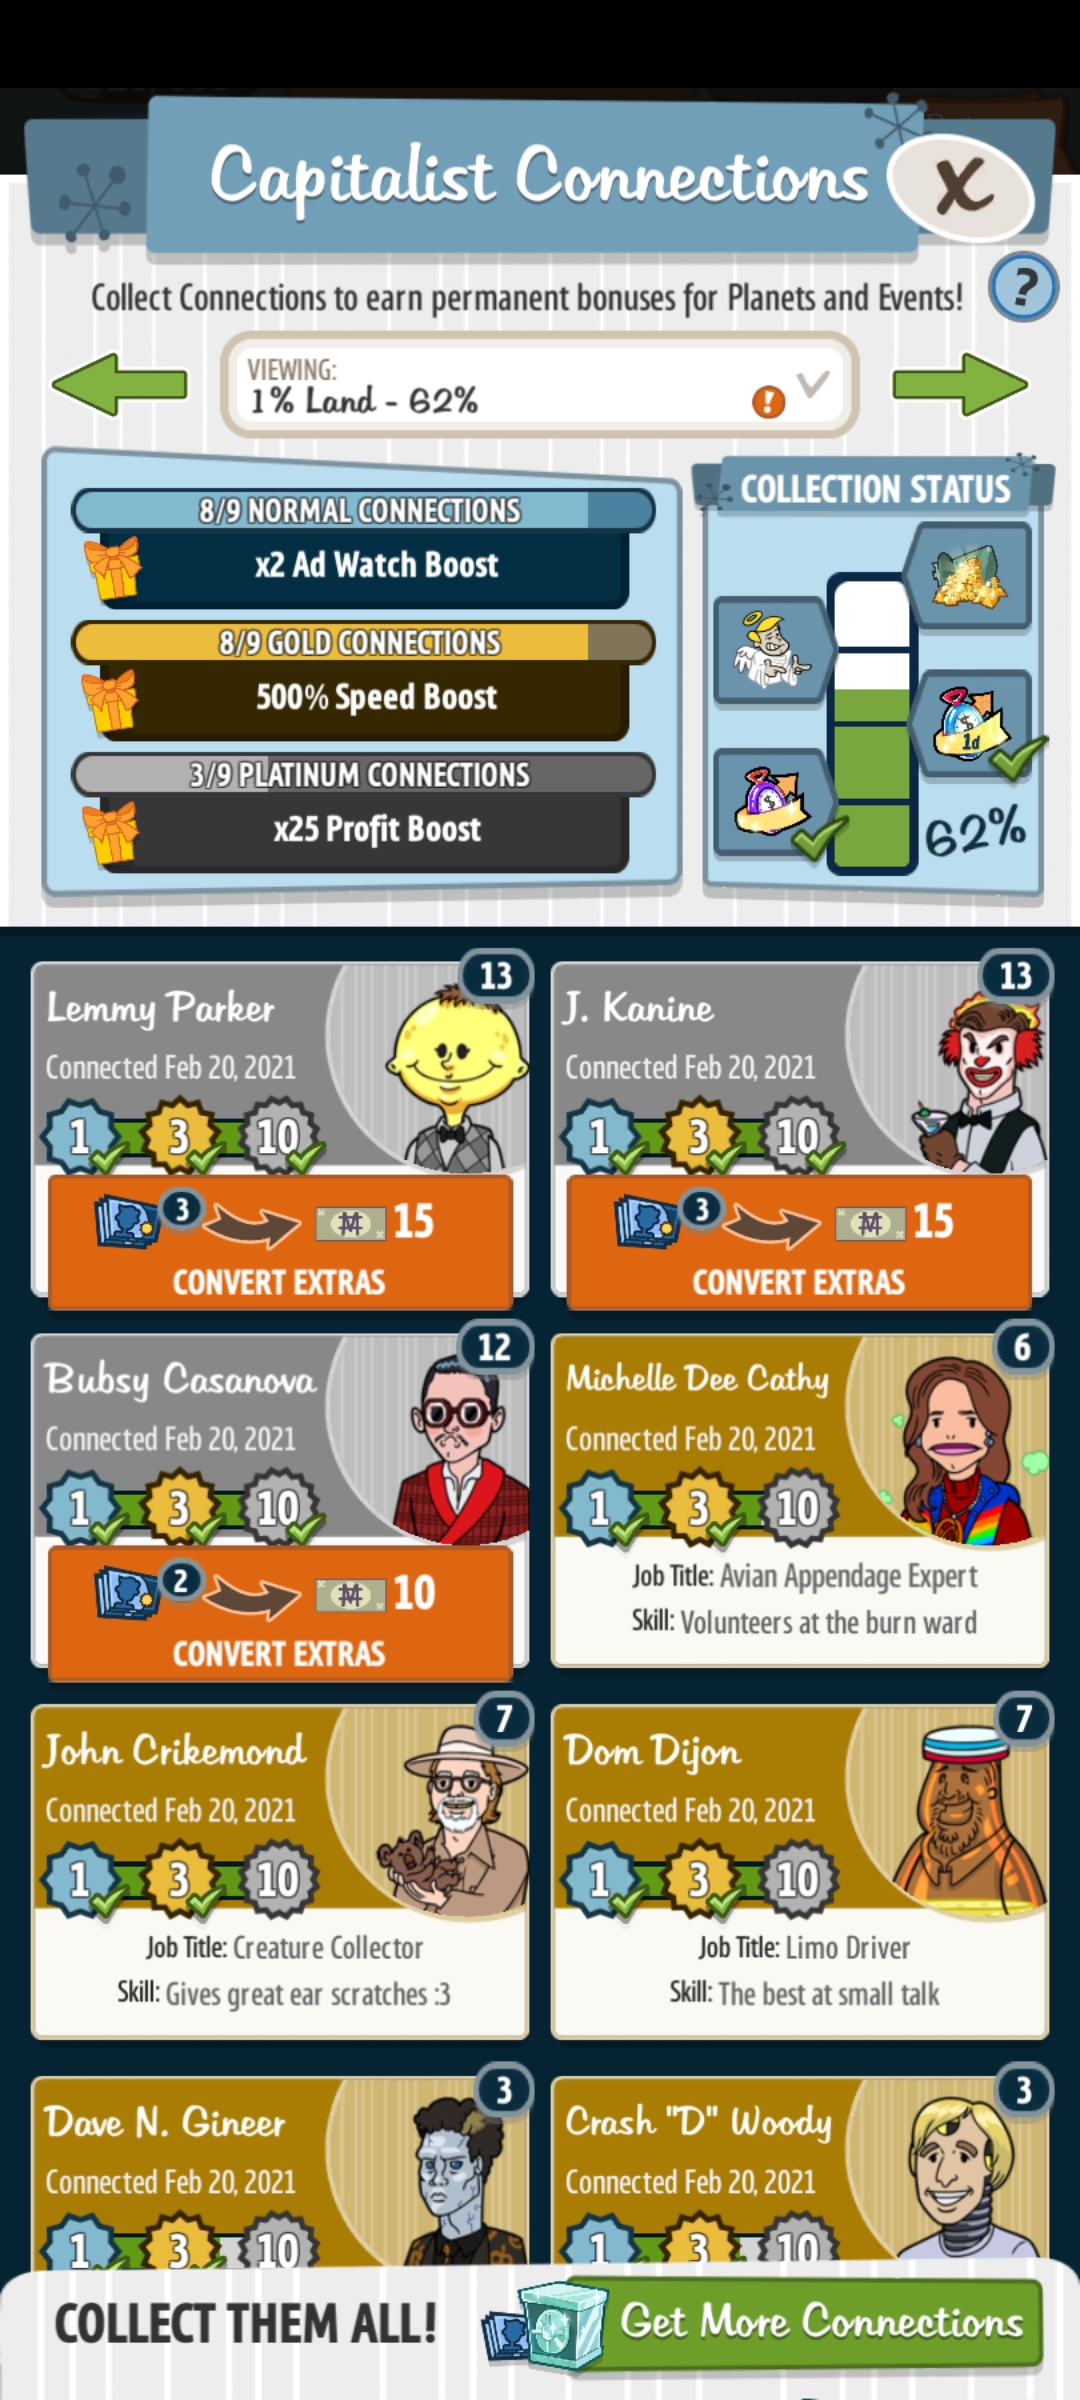 Capitalist Connections
X
Collect Connections to earn permanent bonuses for Planets and Events!
?
VIEWING:
1% Land - 62%
!
8/9 NORMAL CONNECTIONS
x2 Ad Watch Boost
8/9 GOLD CONNECTIONS
500% Speed Boost
3/9 PLATINUM CONNECTIONS
x25 Profit Boost
COLLECTION STATUS
1d
62%
Lemmy Parker
13
Connected Feb 20, 2021
1 3 10
3 15
CONVERT EXTRAS
J. Kanine
13
Connected Feb 20, 2021
1 3 10
3 15
CONVERT EXTRAS
Bubsy Casanova
12
Connected Feb 20, 2021
1 3 10
2 10
CONVERT EXTRAS
Michelle Dee Cathy
6
Connected Feb 20, 2021
1 3 10
Job Title: Avian Appendage Expert
Skill: Volunteers at the burn ward
John Crikemond
7
Connected Feb 20, 2021
1 3 10
Job Title: Creature Collector
Skill: Gives great ear scratches :3
Dom Dijon
7
Connected Feb 20, 2021
1 3 10
Job Title: Limo Driver
Skill: The best at small talk
Dave N. Gineer
3
Connected Feb 20, 2021
1 3 10
Crash "D" Woody
3
Connected Feb 20, 2021
1 3 10
COLLECT THEM ALL!
Get More Connections